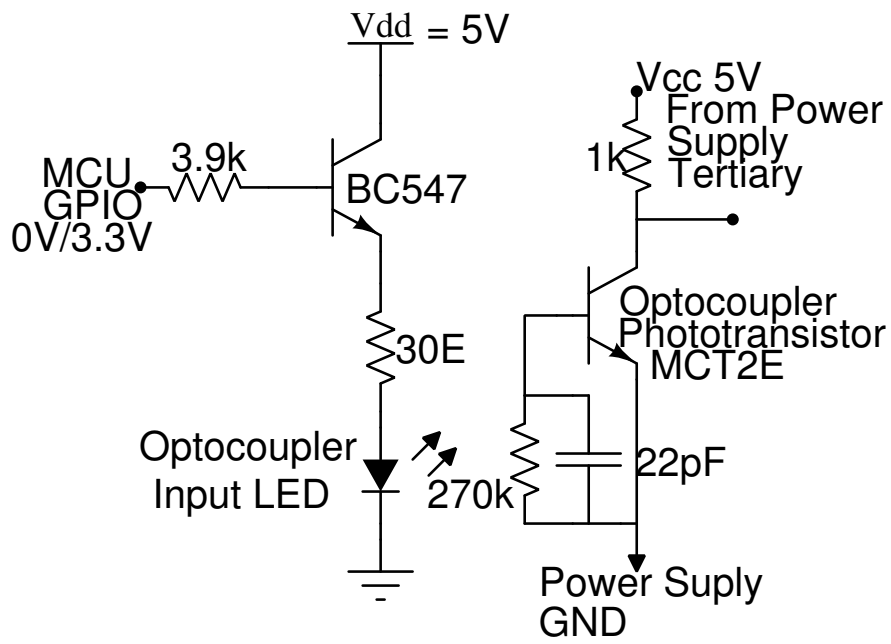 Vdd = 5V
Vcc 5V
From Power
Supply
Tertiary
1k
3.9k
MCU
GPIO
0V/3.3V
BC547
Optocoupler
Phototransistor
MCT2E
30E
Optocoupler
Input LED
270k
22pF
Power Suply
GND